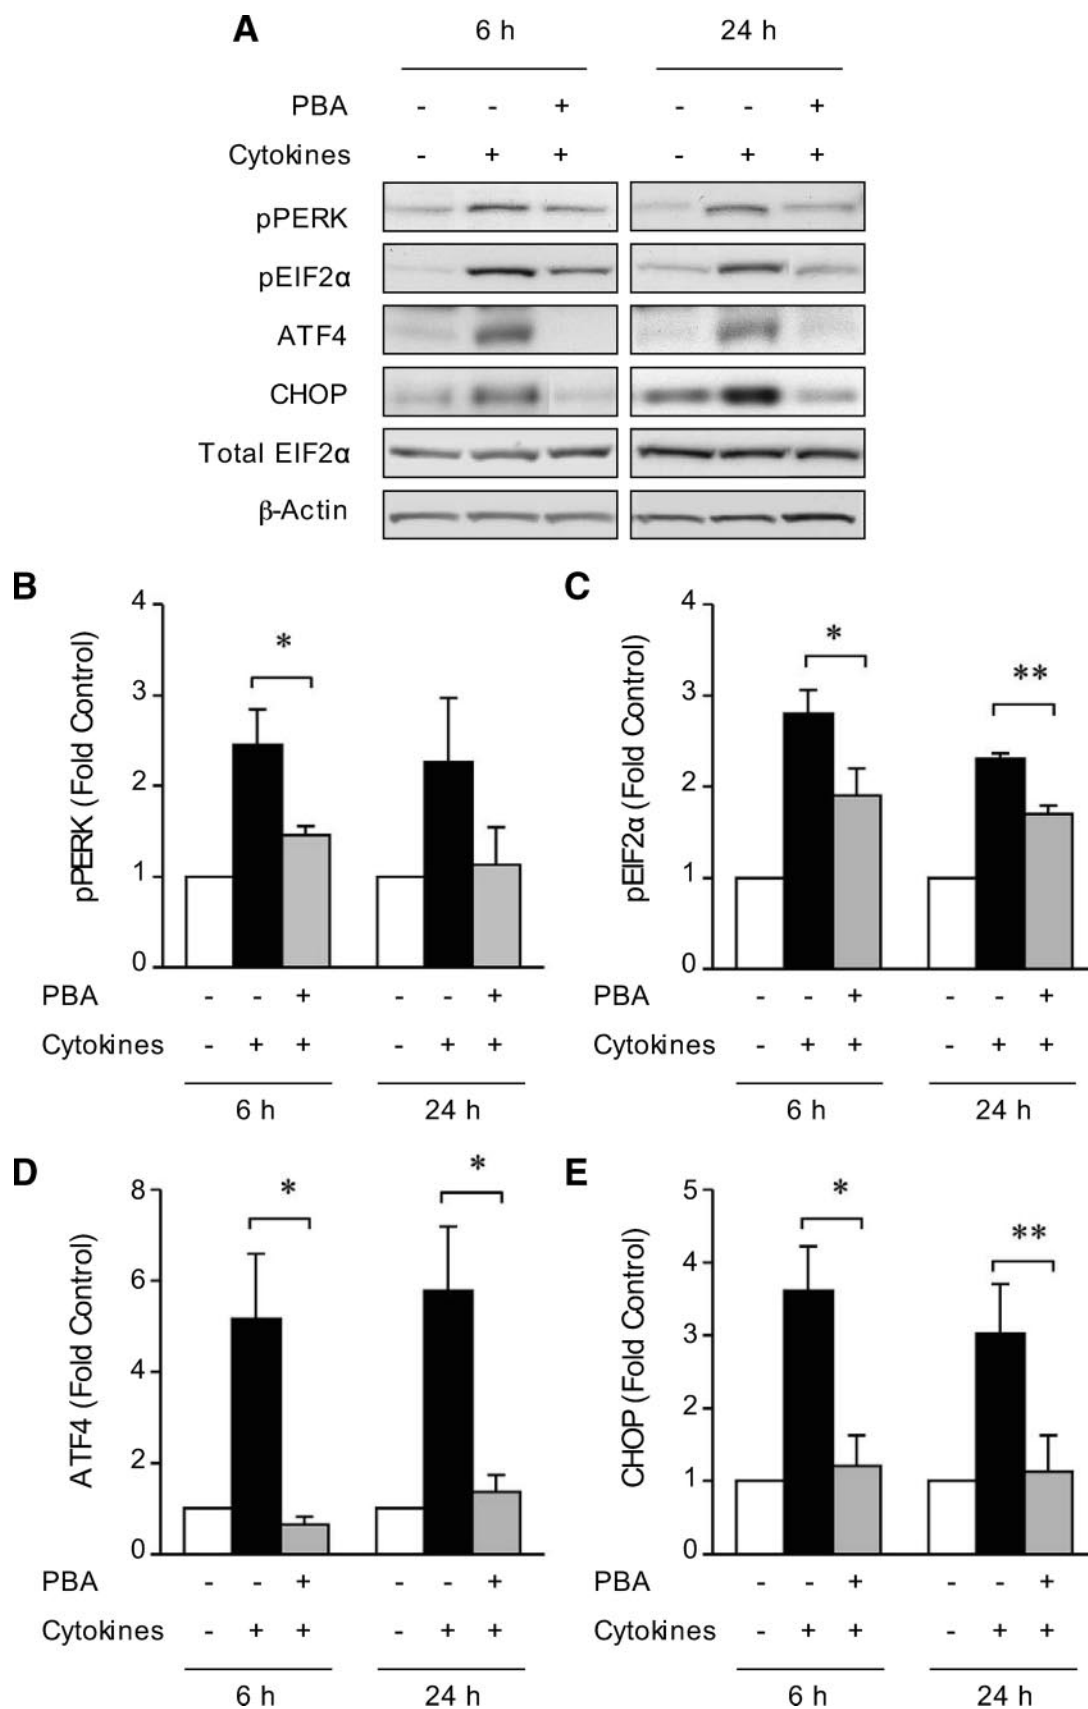 A
6 h 24 h
PBA - - + - - +
Cytokines - + + - + +
pPERK
pEIF2α
ATF4
CHOP
Total EIF2α
β-Actin
B
4
3
2
1
0
pPERK (Fold Control)
*
PBA - - + - - +
Cytokines - + + - + +
6 h 24 h
C
4
3
2
1
0
pEIF2α (Fold Control)
* **
PBA - - + - - +
Cytokines - + + - + +
6 h 24 h
D
8
6
4
2
0
ATF4 (Fold Control)
* *
PBA - - + - - +
Cytokines - + + - + +
6 h 24 h
E
5
4
3
2
1
0
CHOP (Fold Control)
* **
PBA - - + - - +
Cytokines - + + - + +
6 h 24 h